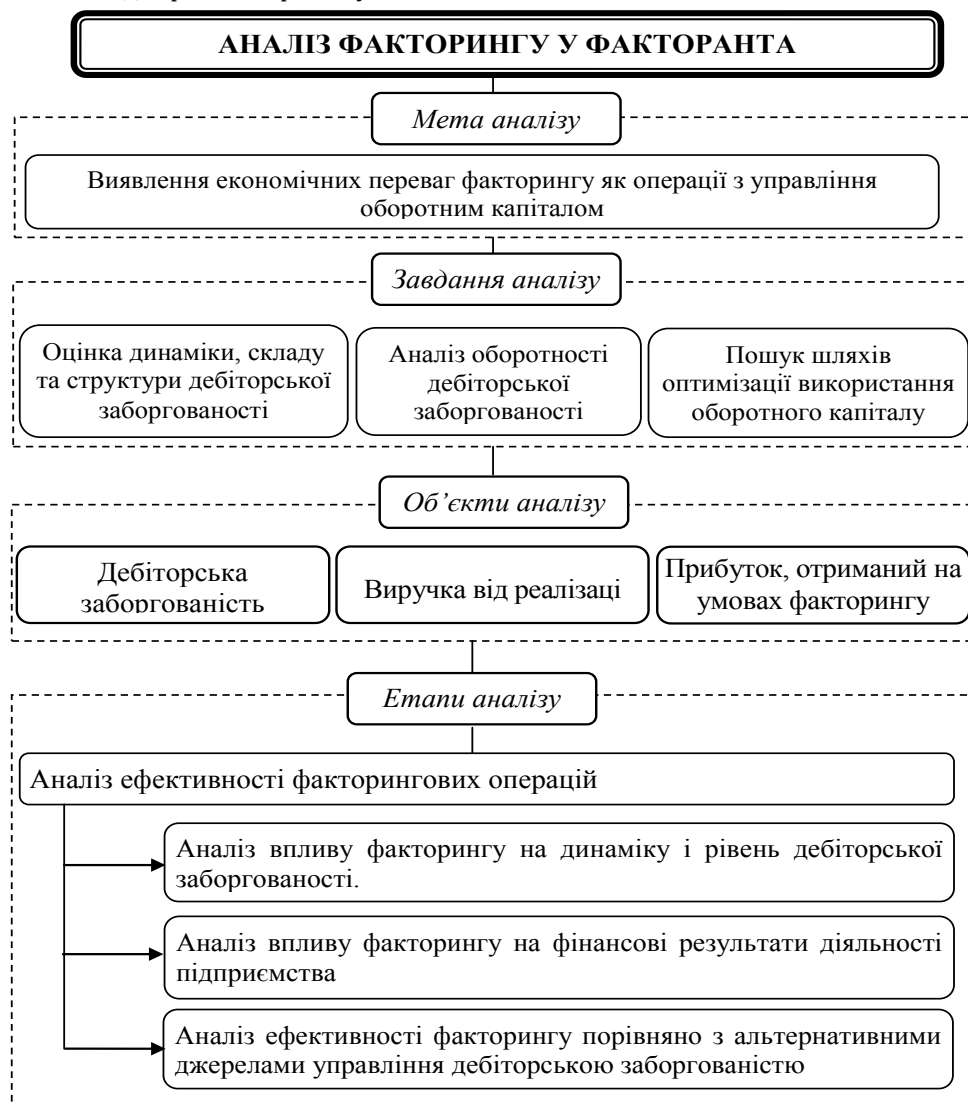 АНАЛІЗ ФАКТОРИНГУ У ФАКТОРАНТА
Мета аналізу
Виявлення економічних переваг факторингу як операції з управління
оборотним капіталом
Завдання аналізу
Оцінка динаміки, складу
та структури дебіторської
заборгованості
Аналіз оборотності
дебіторської
заборгованості
Пошук шляхів
оптимізації використання
оборотного капіталу
Об’єкти аналізу
Дебіторська
заборгованість
Виручка від реалізаці
Прибуток, отриманий на
умовах факторингу
Етапи аналізу
Аналіз ефективності факторингових операцій
Аналіз впливу факторингу на динаміку і рівень дебіторської
заборгованості.
Аналіз впливу факторингу на фінансові результати діяльності
підприємства
Аналіз ефективності факторингу порівняно з альтернативними
джерелами управління дебіторською заборгованістю